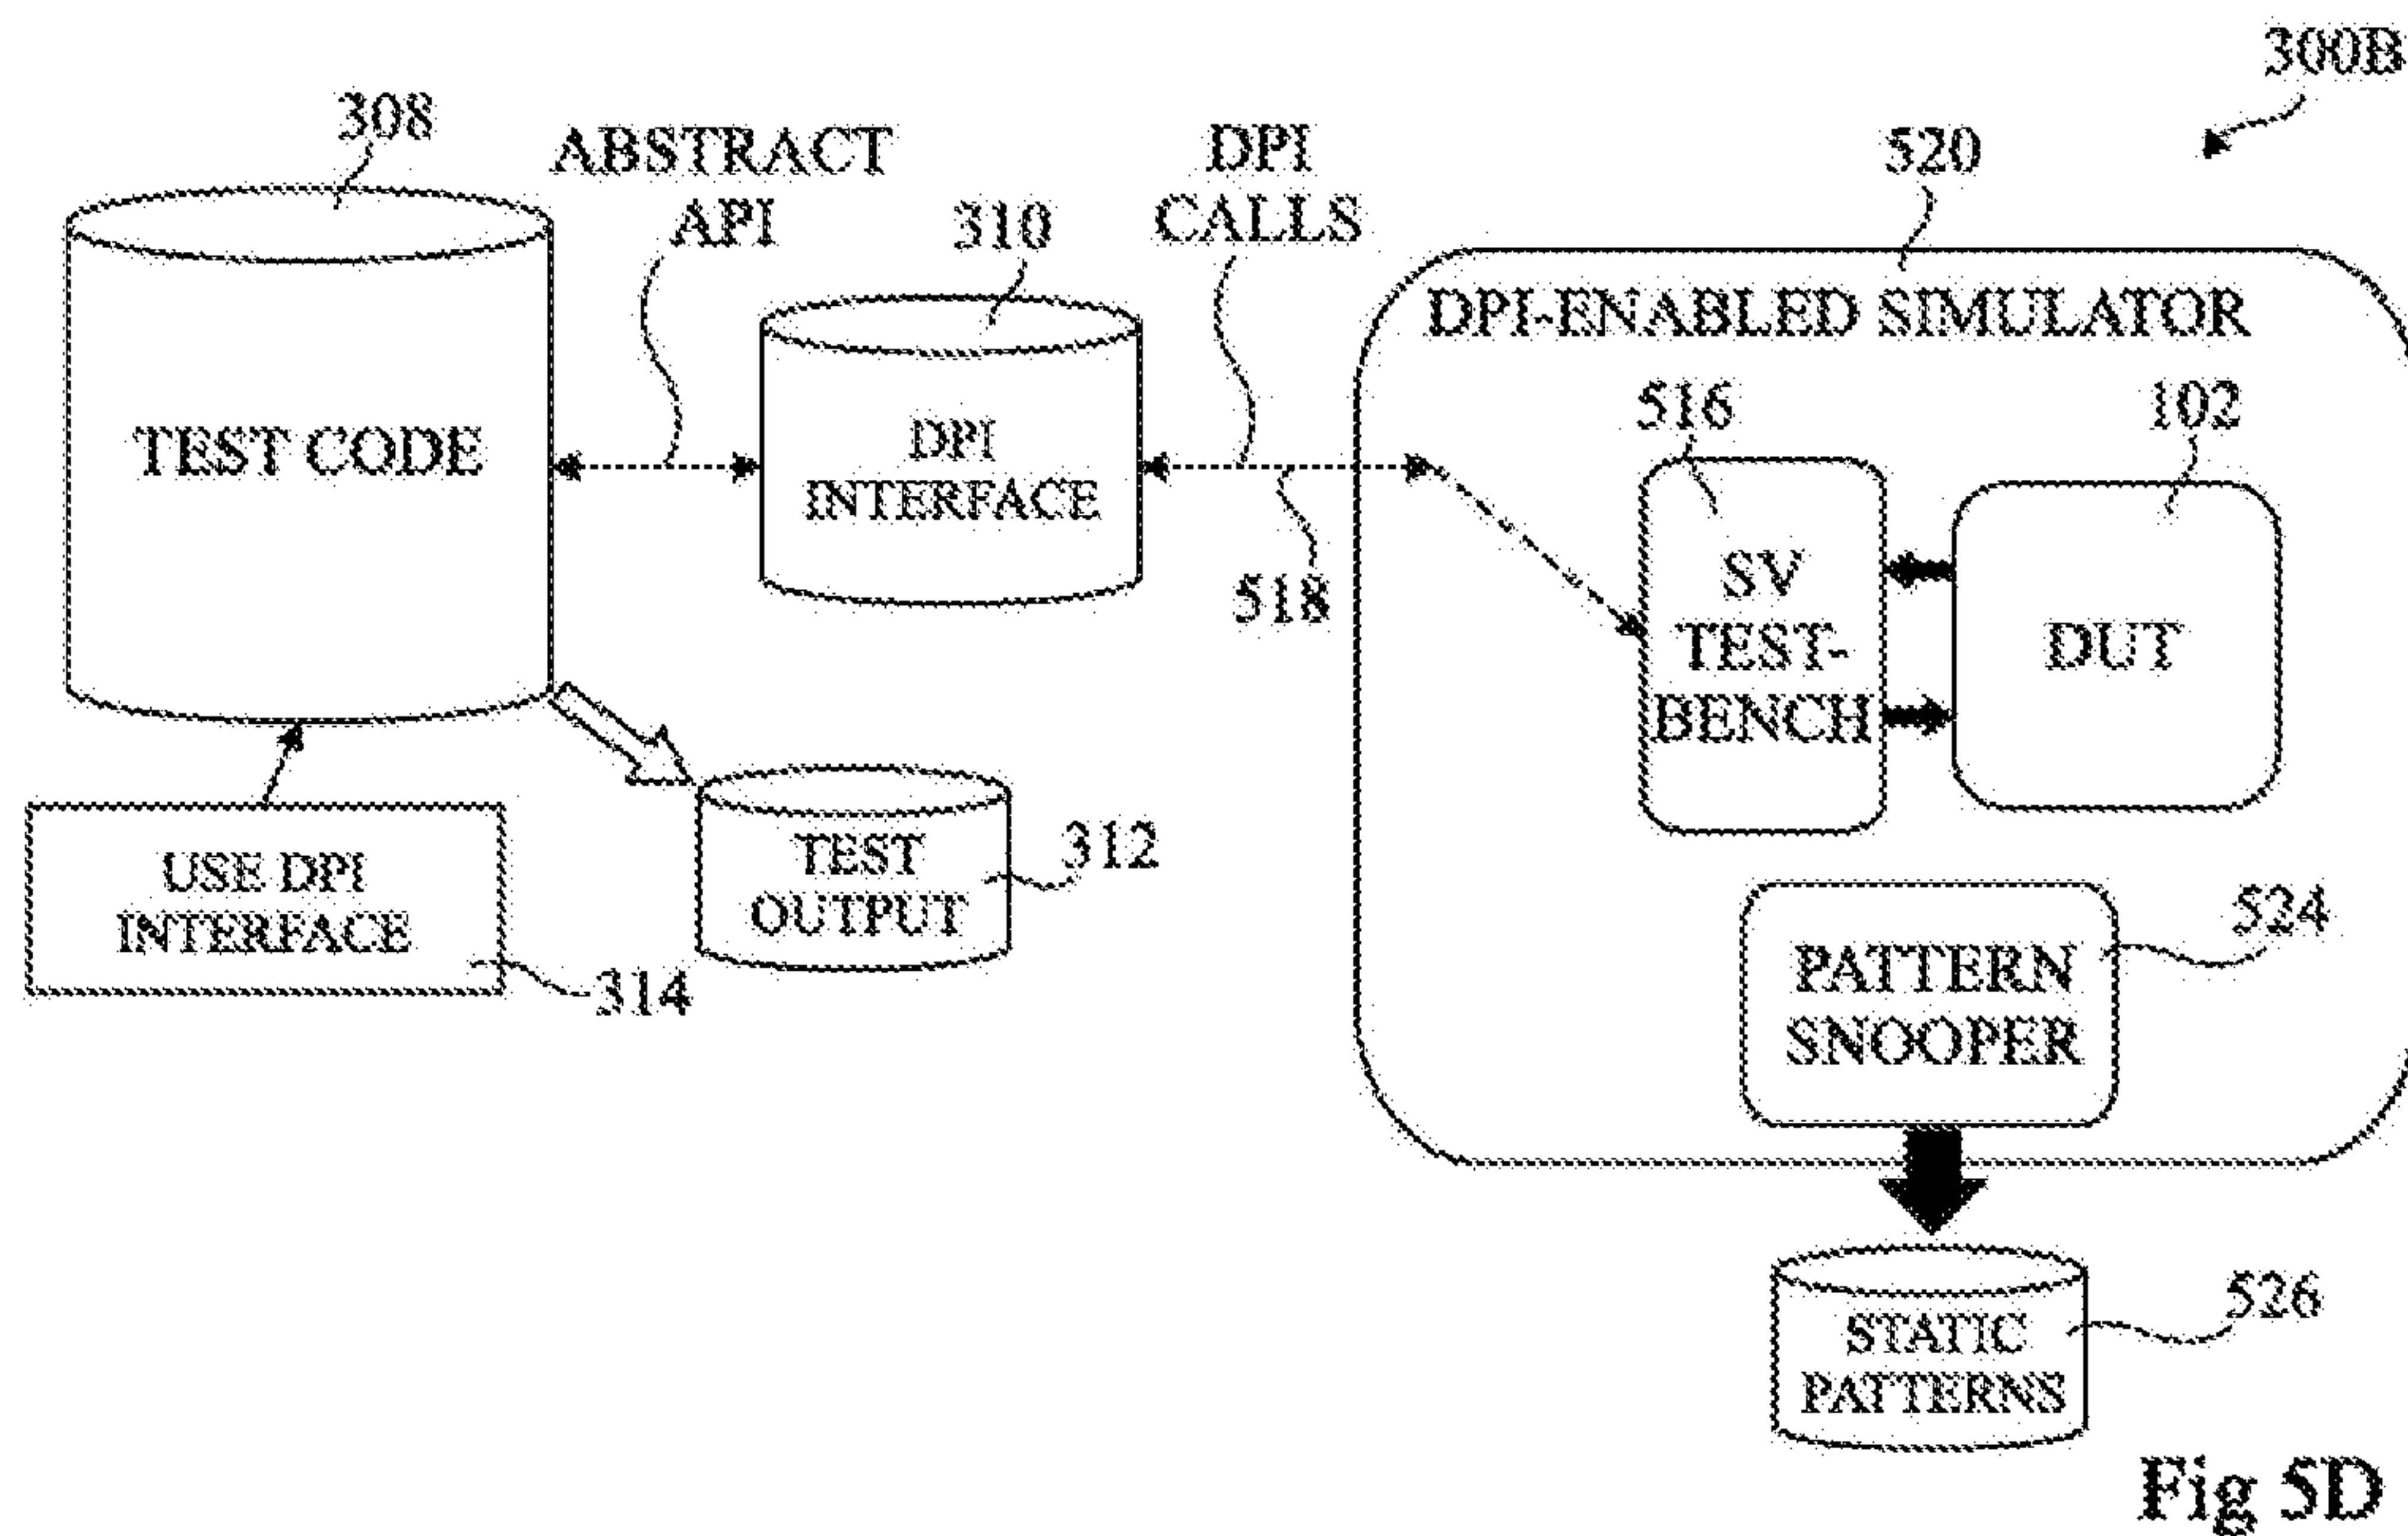 300B
308
ABSTRACT
API
310
DPI
CALLS
520
DPI-ENABLED SIMULATOR
516
102
TEST CODE
DPI
INTERFACE
518
SV
TEST-
BENCH
DUT
USE DPI
INTERFACE
314
TEST
OUTPUT
312
PATTERN
SNOOPER
524
STATIC
PATTERNS
526
Fig 5D